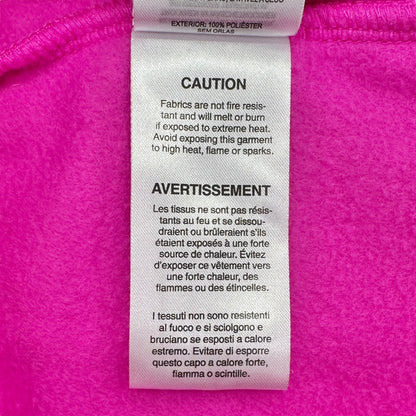 EXTERIOR: 100% POLIÉSTER
SEM ORLAS
CAUTION
Fabrics are not fire resis-
tant and will melt or burn
if exposed to extreme heat.
Avoid exposing this garment
to high heat, flame or sparks.
AVERTISSEMENT
Les tissus ne sont pas résis-
tants au feu et se dissou-
draient ou brûleraient s'ils
étaient exposés à une forte
source de chaleur. Évitez
d'exposer ce vêtement vers
une forte chaleur, des
flammes ou des étincelles.
I tessuti non sono resistenti
al fuoco e si sciolgono e
bruciano se esposti a calore
estremo. Evitare di esporre
questo capo a calore forte,
fiamma o scintille.